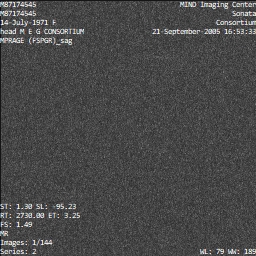 M87174545
M87174545
14-July-1971 F
head M E G CONSORTIUM
MPRAGE (FSPGR)_sag
MIND Imaging Center
Sonata
Consortium
21-September-2005 16:53:33
ST: 1.30 SL: -95.23
RT: 2730.00 ET: 3.25
FS: 1.49
MR
Images: 1/144
Series: 2
WL: 79 WW: 189